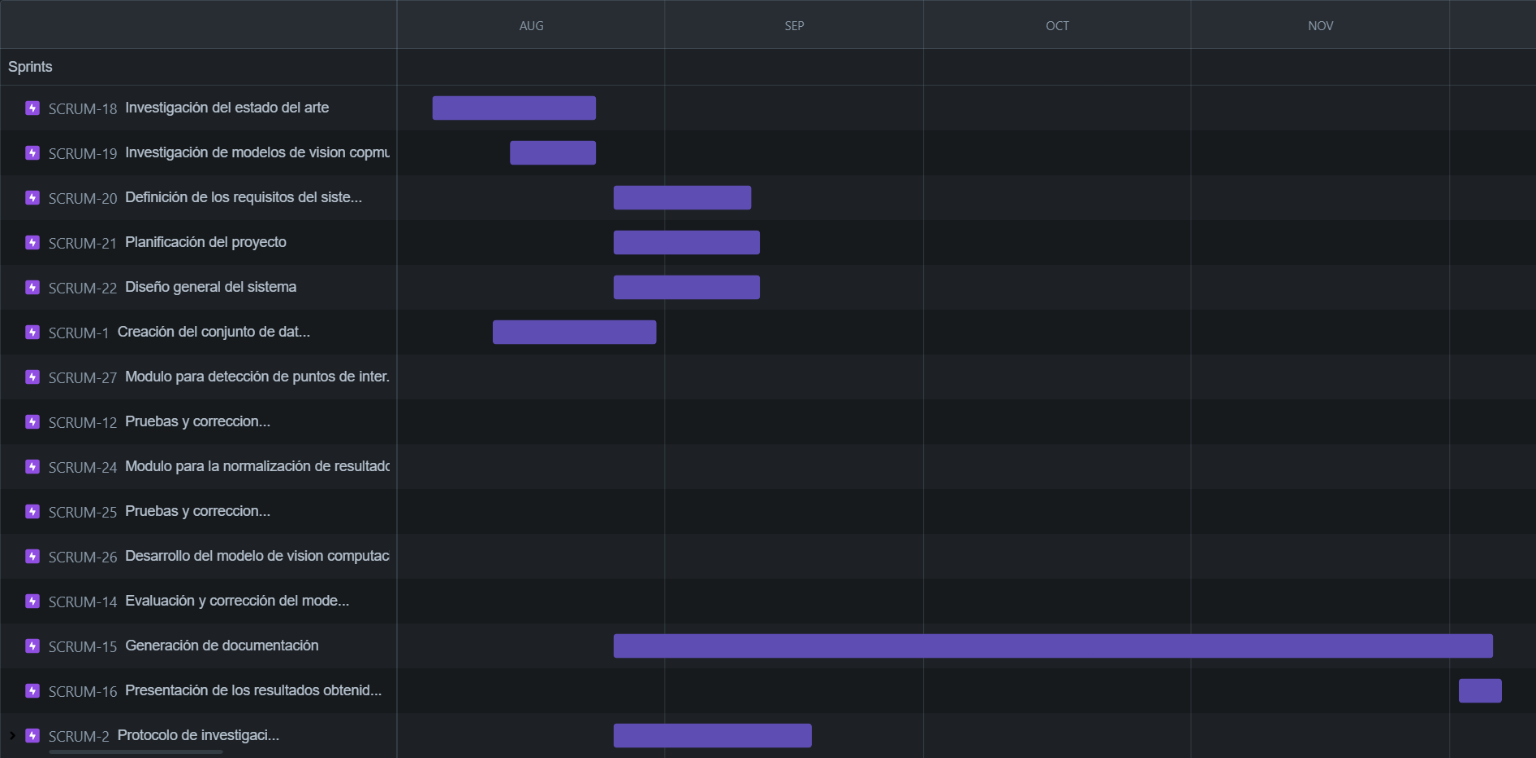 AUG SEP OCT NOV
Sprints
SCRUM-18 Investigación del estado del arte
SCRUM-19 Investigación de modelos de vision copmu
SCRUM-20 Definición de los requisitos del siste...
SCRUM-21 Planificación del proyecto
SCRUM-22 Diseño general del sistema
SCRUM-1 Creación del conjunto de dat...
SCRUM-27 Modulo para detección de puntos de inter.
SCRUM-12 Pruebas y correccion...
SCRUM-24 Modulo para la normalización de resultado
SCRUM-25 Pruebas y correccion...
SCRUM-26 Desarrollo del modelo de vision computac
SCRUM-14 Evaluación y corrección del mode...
SCRUM-15 Generación de documentación
SCRUM-16 Presentación de los resultados obtenid...
SCRUM-2 Protocolo de investigaci...